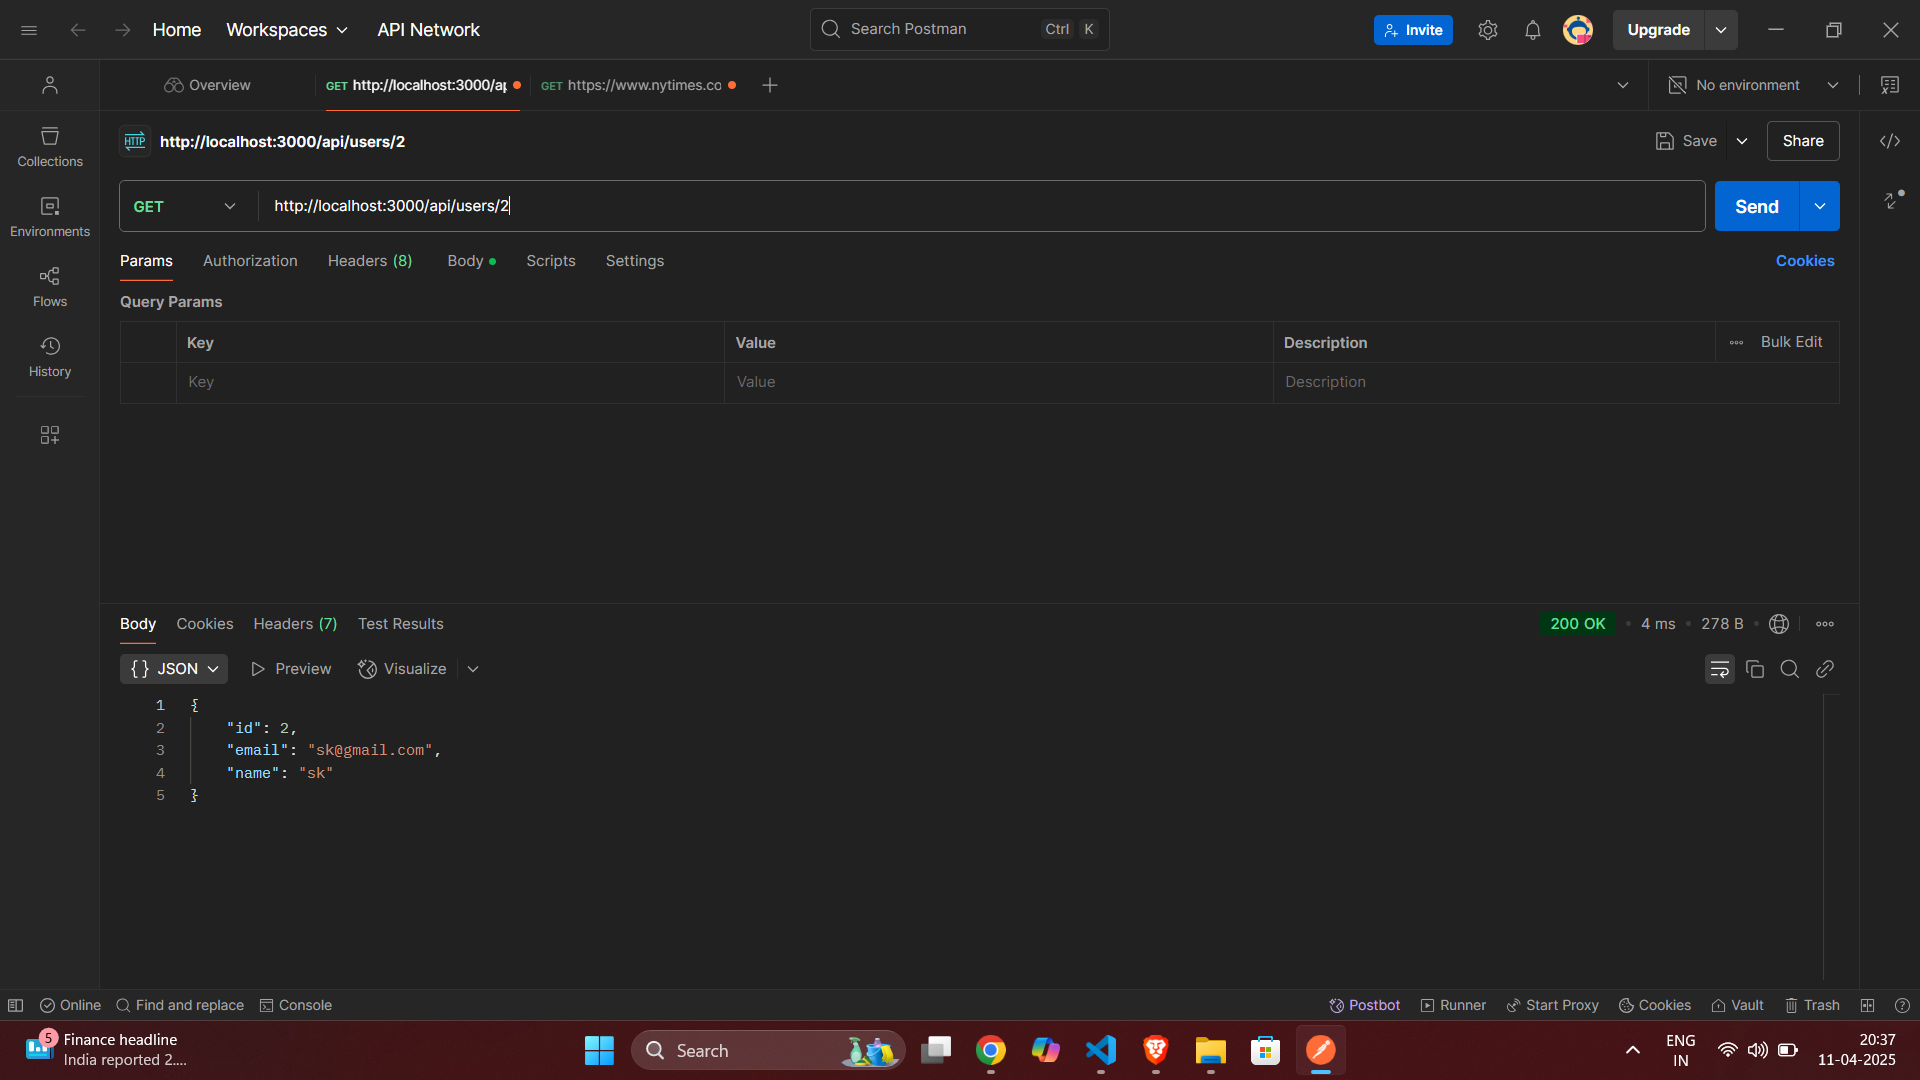 Home Workspaces API Network Search Postman Ctrl K Invite Upgrade
Overview GET http://localhost:3000/ap GET https://www.nytimes.co No environment
HTTP http://localhost:3000/api/users/2 Save Share
Collections
Environments
Flows
History
GET http://localhost:3000/api/users/2 Send
Params Authorization Headers (8) Body Scripts Settings Cookies
Query Params
Key Value Description Bulk Edit
Key Value Description
Body Cookies Headers (7) Test Results 200 OK 4 ms 278 B
{} JSON Preview Visualize
1 {
2 "id": 2,
3 "email": "sk@gmail.com",
4 "name": "sk"
5 }
Online Find and replace Console Postbot Runner Start Proxy Cookies Vault Trash
5 Finance headline
India reported 2....
Search
ENG
IN
20:37
11-04-2025